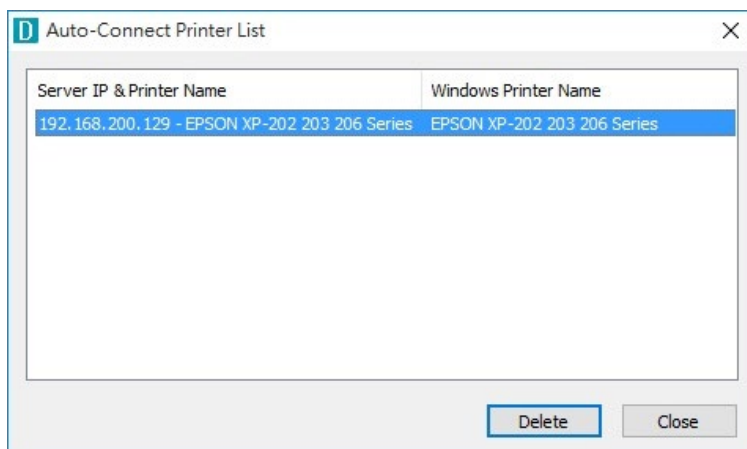 D Auto-Connect Printer List
Server IP & Printer Name Windows Printer Name
192.168.200.129 - EPSON XP-202 203 206 Series EPSON XP-202 203 206 Series
Delete Close